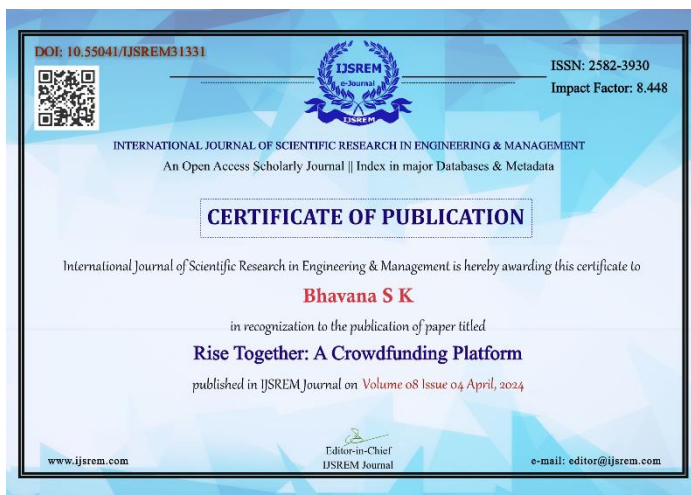 DOI: 10.55041/IJSREM31331
IJSREM
e-Journal
IJSREM
ISSN: 2582-3930
Impact Factor: 8.448
INTERNATIONAL JOURNAL OF SCIENTIFIC RESEARCH IN ENGINEERING & MANAGEMENT
An Open Access Scholarly Journal || Index in major Databases & Metadata
CERTIFICATE OF PUBLICATION
International Journal of Scientific Research in Engineering & Management is hereby awarding this certificate to
Bhavana S K
in recognization to the publication of paper titled
Rise Together: A Crowdfunding Platform
published in IJSREM Journal on Volume 08 Issue 04 April, 2024
www.ijsrem.com
Editor-in-Chief
IJSREM Journal
e-mail: editor@ijsrem.com